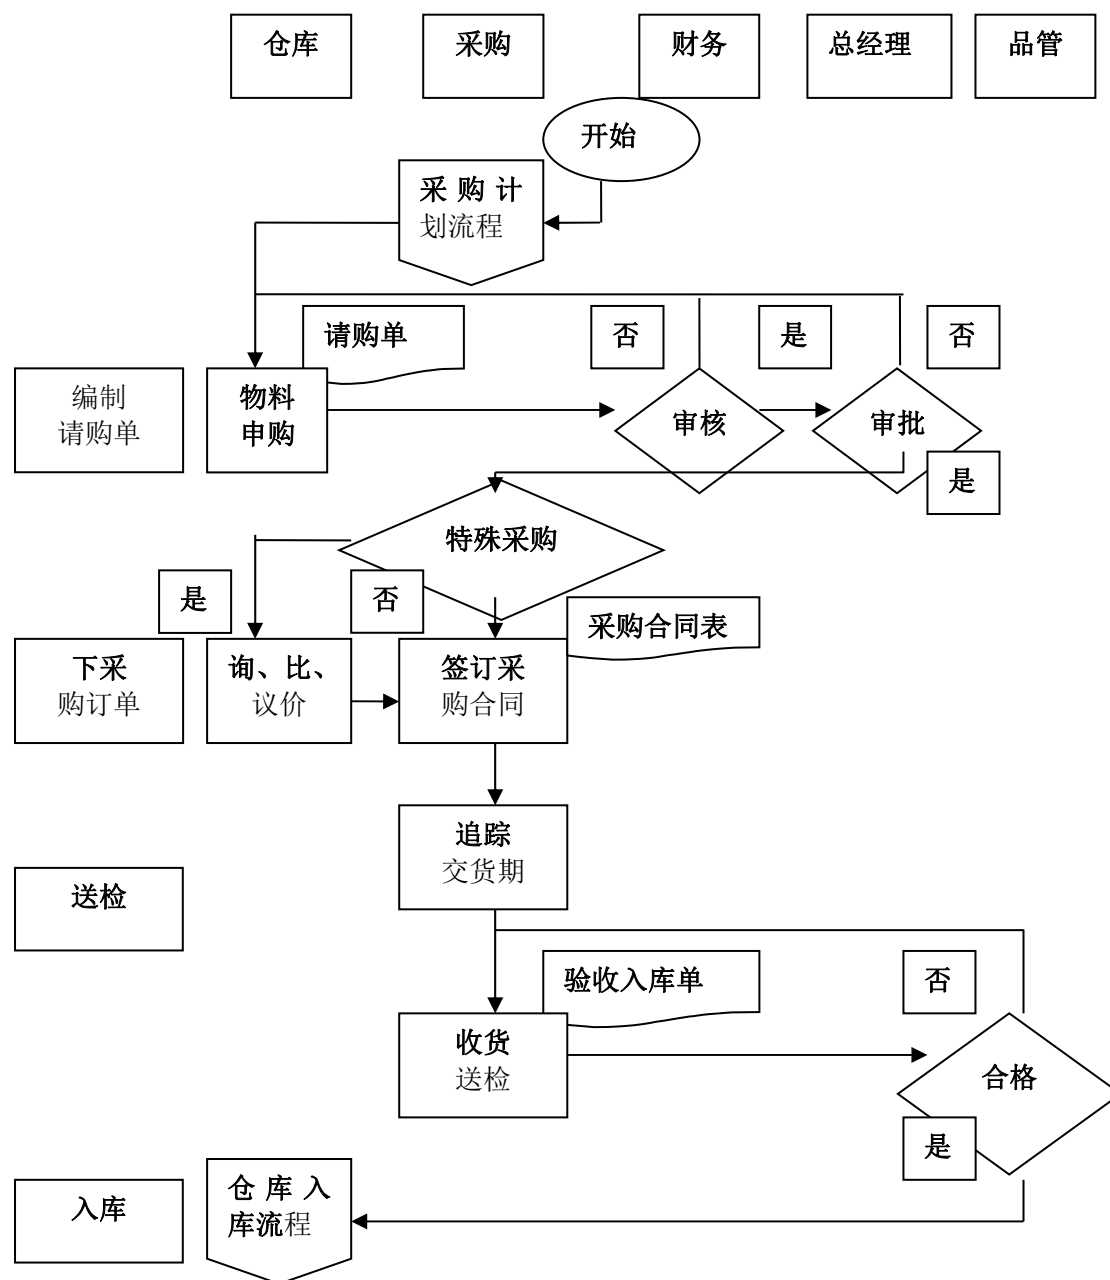 仓库
采购
财务
总经理
品管
开始
采 购 计
划流程
请购单
否
是
否
编制
请购单
物料
申购
审核
审批
是
特殊采购
是
否
采购合同表
下采
购订单
询、比、
议价
签订采
购合同
追踪
交货期
送检
验收入库单
否
收货
送检
合格
是
入库
仓 库 入
库流程